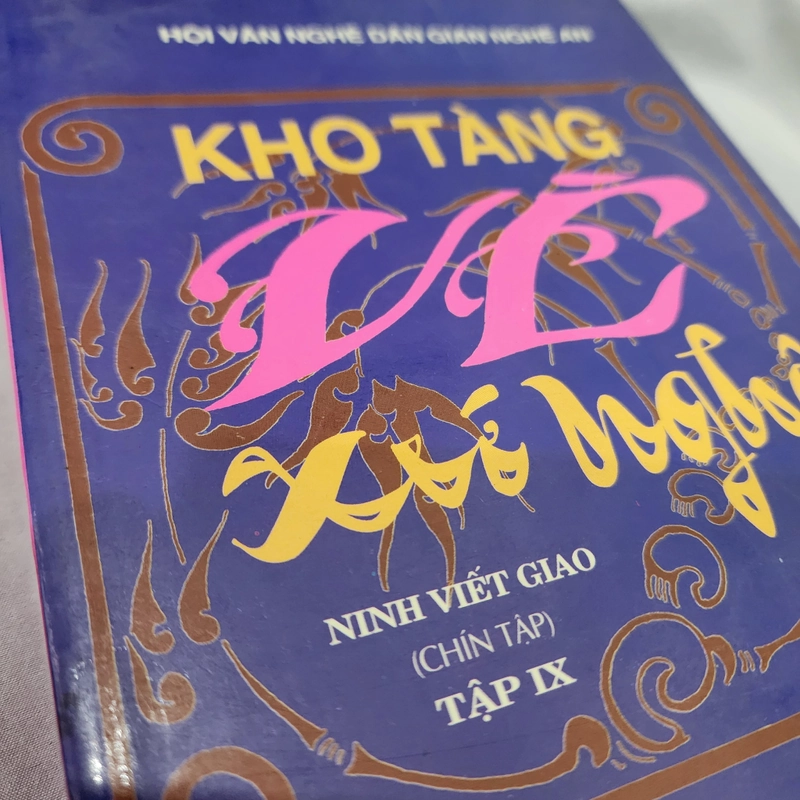 HỘI VĂN NGHỆ DÂN GIAN NGHỆ AN
KHO TÀNG
VÈ
xứ Nghệ
NINH VIẾT GIAO
(CHÍN TẬP)
TẬP IX